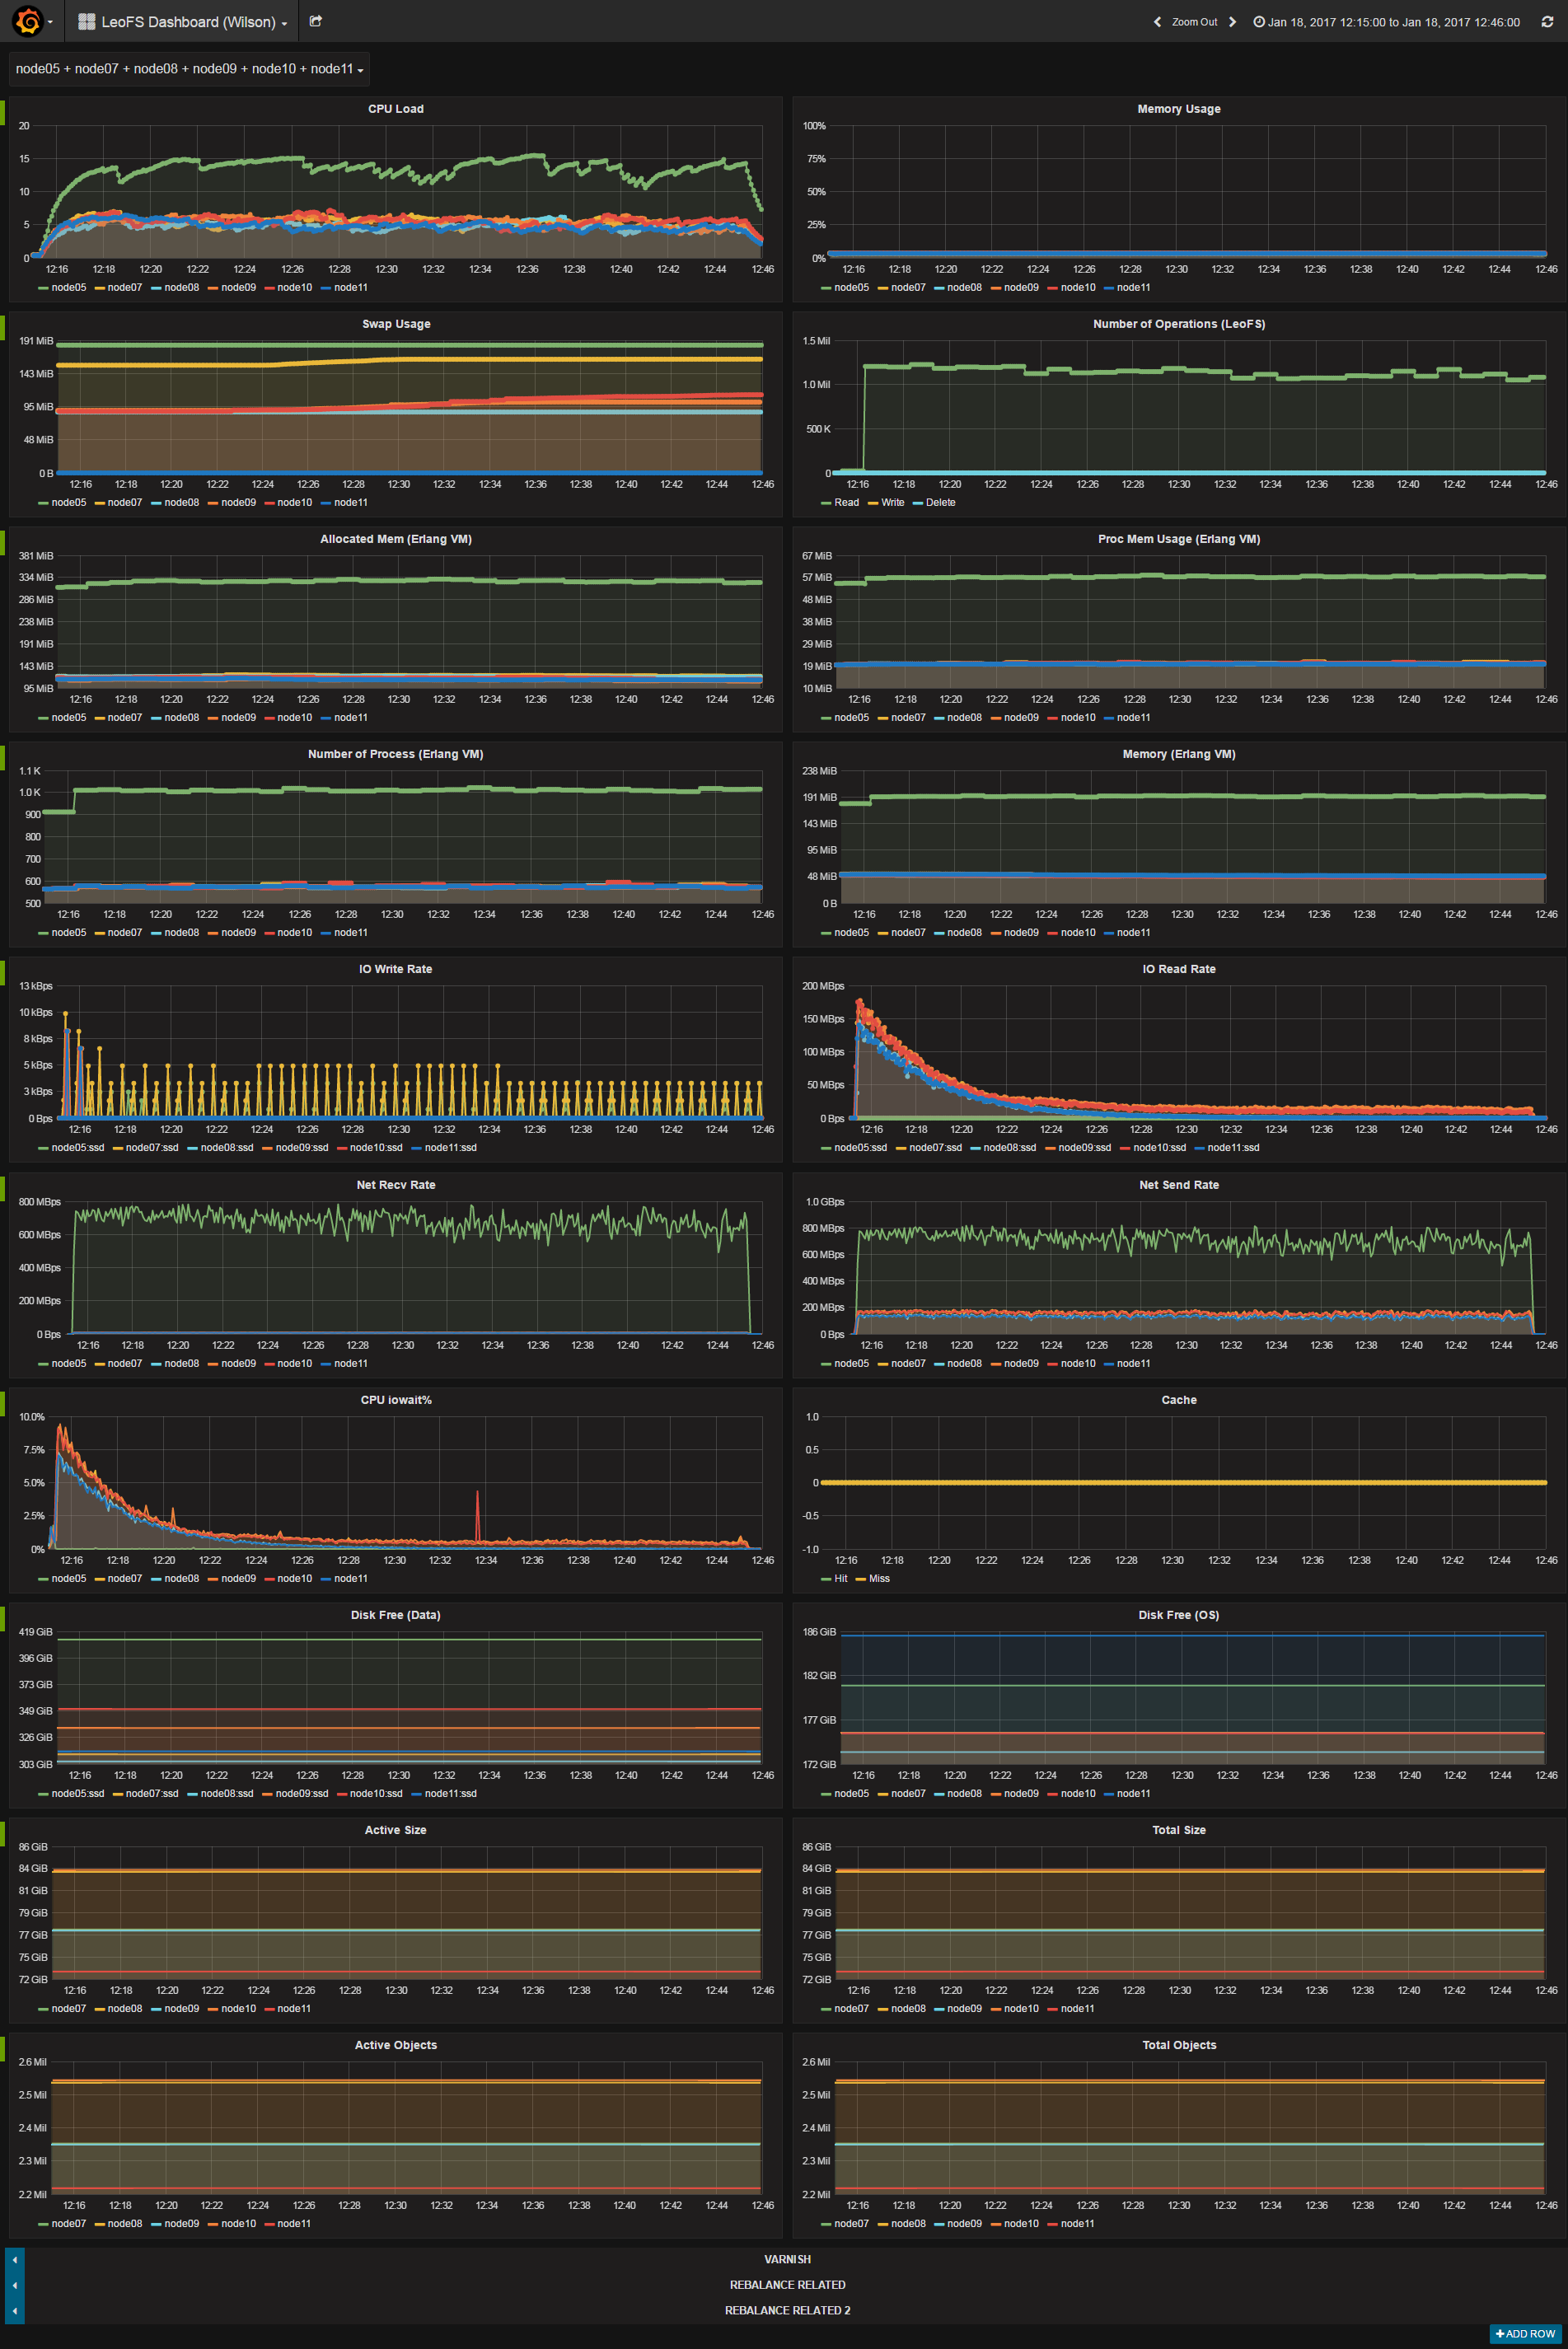 LeoFS Dashboard (Wilson)
Zoom Out
Jan 18, 2017 12:15:00 to Jan 18, 2017 12:46:00
node05 + node07 + node08 + node09 + node10 + node11
CPU Load
20
15
10
5
0
12:16 12:18 12:20 12:22 12:24 12:26 12:28 12:30 12:32 12:34 12:36 12:38 12:40 12:42 12:44 12:46
node05 node07 node08 node09 node10 node11
Memory Usage
100%
75%
50%
25%
0%
12:16 12:18 12:20 12:22 12:24 12:26 12:28 12:30 12:32 12:34 12:36 12:38 12:40 12:42 12:44 12:46
node05 node07 node08 node09 node10 node11
Swap Usage
191 MiB
143 MiB
95 MiB
48 MiB
0 B
12:16 12:18 12:20 12:22 12:24 12:26 12:28 12:30 12:32 12:34 12:36 12:38 12:40 12:42 12:44 12:46
node05 node07 node08 node09 node10 node11
Number of Operations (LeoFS)
1.5 Mil
1.0 Mil
500 K
0
12:16 12:18 12:20 12:22 12:24 12:26 12:28 12:30 12:32 12:34 12:36 12:38 12:40 12:42 12:44 12:46
Read Write Delete
Allocated Mem (Erlang VM)
381 MiB
334 MiB
286 MiB
238 MiB
191 MiB
143 MiB
95 MiB
12:16 12:18 12:20 12:22 12:24 12:26 12:28 12:30 12:32 12:34 12:36 12:38 12:40 12:42 12:44 12:46
node05 node07 node08 node09 node10 node11
Proc Mem Usage (Erlang VM)
67 MiB
57 MiB
48 MiB
38 MiB
29 MiB
19 MiB
10 MiB
12:16 12:18 12:20 12:22 12:24 12:26 12:28 12:30 12:32 12:34 12:36 12:38 12:40 12:42 12:44 12:46
node05 node07 node08 node09 node10 node11
Number of Process (Erlang VM)
1.1 K
1.0 K
900
800
700
600
500
12:16 12:18 12:20 12:22 12:24 12:26 12:28 12:30 12:32 12:34 12:36 12:38 12:40 12:42 12:44 12:46
node05 node07 node08 node09 node10 node11
Memory (Erlang VM)
238 MiB
191 MiB
143 MiB
95 MiB
48 MiB
0 B
12:16 12:18 12:20 12:22 12:24 12:26 12:28 12:30 12:32 12:34 12:36 12:38 12:40 12:42 12:44 12:46
node05 node07 node08 node09 node10 node11
IO Write Rate
13 kBps
10 kBps
8 kBps
5 kBps
3 kBps
0 Bps
12:16 12:18 12:20 12:22 12:24 12:26 12:28 12:30 12:32 12:34 12:36 12:38 12:40 12:42 12:44 12:46
node05:ssd node07:ssd node08:ssd node09:ssd node10:ssd node11:ssd
IO Read Rate
200 MBps
150 MBps
100 MBps
50 MBps
0 Bps
12:16 12:18 12:20 12:22 12:24 12:26 12:28 12:30 12:32 12:34 12:36 12:38 12:40 12:42 12:44 12:46
node05:ssd node07:ssd node08:ssd node09:ssd node10:ssd node11:ssd
Net Recv Rate
800 MBps
600 MBps
400 MBps
200 MBps
0 Bps
12:16 12:18 12:20 12:22 12:24 12:26 12:28 12:30 12:32 12:34 12:36 12:38 12:40 12:42 12:44 12:46
node05 node07 node08 node09 node10 node11
Net Send Rate
1.0 GBps
800 MBps
600 MBps
400 MBps
200 MBps
0 Bps
12:16 12:18 12:20 12:22 12:24 12:26 12:28 12:30 12:32 12:34 12:36 12:38 12:40 12:42 12:44 12:46
node05 node07 node08 node09 node10 node11
CPU iowait%
10.0%
7.5%
5.0%
2.5%
0%
12:16 12:18 12:20 12:22 12:24 12:26 12:28 12:30 12:32 12:34 12:36 12:38 12:40 12:42 12:44 12:46
node05 node07 node08 node09 node10 node11
Cache
1.0
0.5
0
-0.5
-1.0
12:16 12:18 12:20 12:22 12:24 12:26 12:28 12:30 12:32 12:34 12:36 12:38 12:40 12:42 12:44 12:46
Hit Miss
Disk Free (Data)
419 GiB
396 GiB
373 GiB
349 GiB
326 GiB
303 GiB
12:16 12:18 12:20 12:22 12:24 12:26 12:28 12:30 12:32 12:34 12:36 12:38 12:40 12:42 12:44 12:46
node05:ssd node07:ssd node08:ssd node09:ssd node10:ssd node11:ssd
Disk Free (OS)
186 GiB
182 GiB
177 GiB
172 GiB
12:16 12:18 12:20 12:22 12:24 12:26 12:28 12:30 12:32 12:34 12:36 12:38 12:40 12:42 12:44 12:46
node05 node07 node08 node09 node10 node11
Active Size
86 GiB
84 GiB
81 GiB
79 GiB
77 GiB
75 GiB
72 GiB
12:16 12:18 12:20 12:22 12:24 12:26 12:28 12:30 12:32 12:34 12:36 12:38 12:40 12:42 12:44 12:46
node07 node08 node09 node10 node11
Total Size
86 GiB
84 GiB
81 GiB
79 GiB
77 GiB
75 GiB
72 GiB
12:16 12:18 12:20 12:22 12:24 12:26 12:28 12:30 12:32 12:34 12:36 12:38 12:40 12:42 12:44 12:46
node07 node08 node09 node10 node11
Active Objects
2.6 Mil
2.5 Mil
2.4 Mil
2.3 Mil
2.2 Mil
12:16 12:18 12:20 12:22 12:24 12:26 12:28 12:30 12:32 12:34 12:36 12:38 12:40 12:42 12:44 12:46
node07 node08 node09 node10 node11
Total Objects
2.6 Mil
2.5 Mil
2.4 Mil
2.3 Mil
2.2 Mil
12:16 12:18 12:20 12:22 12:24 12:26 12:28 12:30 12:32 12:34 12:36 12:38 12:40 12:42 12:44 12:46
node07 node08 node09 node10 node11
VARNISH
REBALANCE RELATED
REBALANCE RELATED 2
ADD ROW